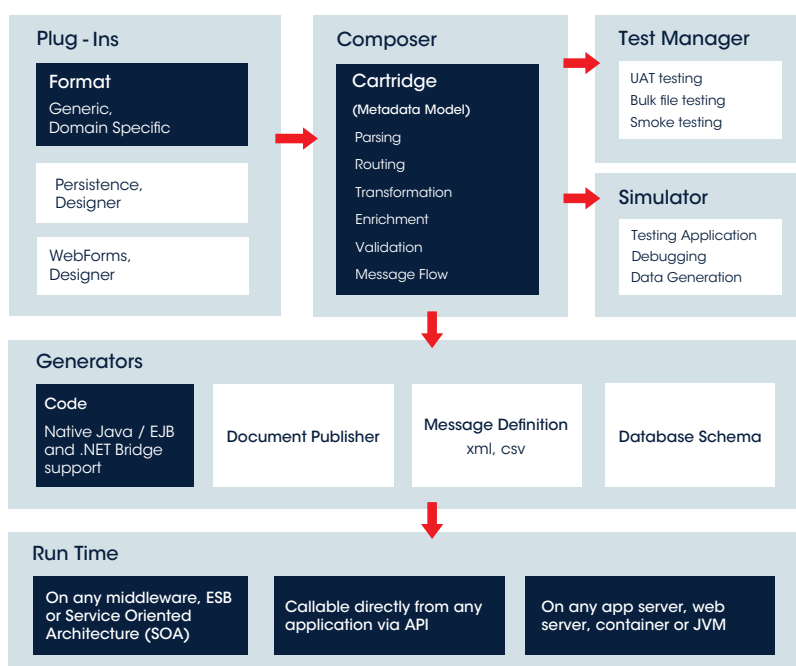 Plug - Ins
Format
Generic,
Domain Specific
Persistence,
Designer
WebForms,
Designer
Composer
Cartridge
(Metadata Model)
Parsing
Routing
Transformation
Enrichment
Validation
Message Flow
Test Manager
UAT testing
Bulk file testing
Smoke testing
Simulator
Testing Application
Debugging
Data Generation
Generators
Code
Native Java / EJB
and .NET Bridge
support
Document Publisher
Message Definition
xml, csv
Database Schema
Run Time
On any middleware, ESB
or Service Oriented
Architecture (SOA)
Callable directly from any
application via API
On any app server, web
server, container or JVM